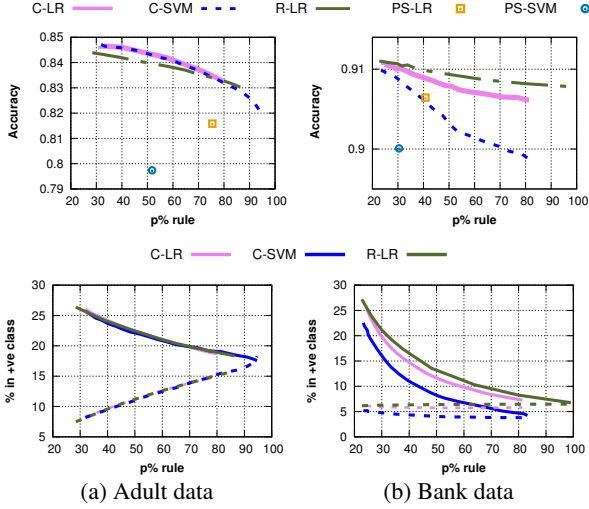 C-LR C-SVM R-LR PS-LR PS-SVM
0.85
0.84
0.83
0.82
0.81
0.8
0.79
Accuracy
20 30 40 50 60 70 80 90 100
p% rule
0.91
0.9
Accuracy
20 30 40 50 60 70 80 90 100
p% rule
C-LR C-SVM R-LR
30
25
20
15
10
5
% in +ve class
20 30 40 50 60 70 80 90 100
p% rule
(a) Adult data
30
25
20
15
10
5
0
% in +ve class
20 30 40 50 60 70 80 90 100
p% rule
(b) Bank data